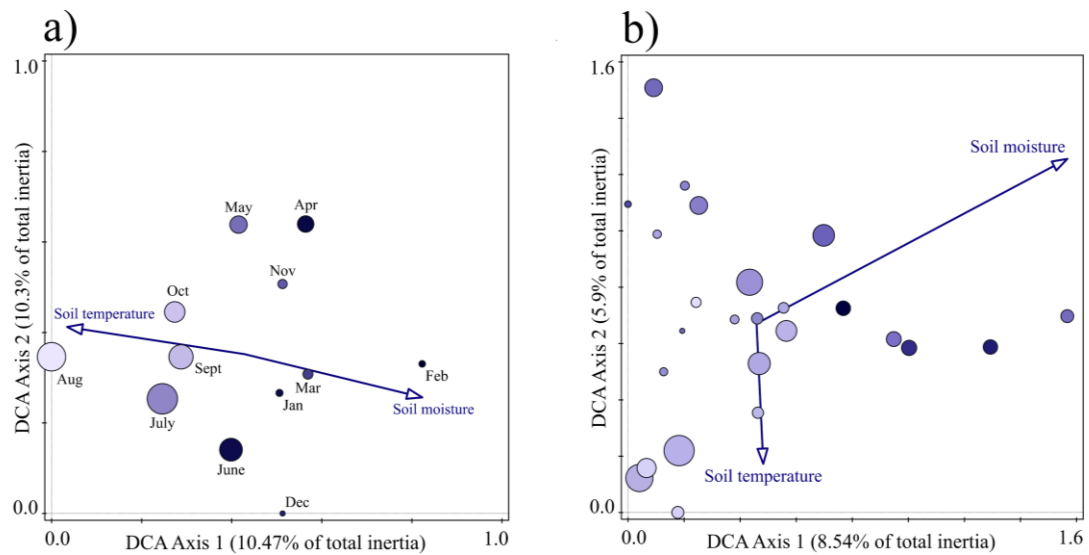 a)
1.0
DCA Axis 2 (10.3% of total inertia)
May
Apr
Nov
Oct
Soil temperature
Aug
Sept
Feb
Mar
Jan
Soil moisture
July
June
Dec
0.0
0.0
DCA Axis 1 (10.47% of total inertia)
1.0
b)
1.6
DCA Axis 2 (5.9% of total inertia)
Soil moisture
Soil temperature
0.0
0.0
DCA Axis 1 (8.54% of total inertia)
1.6